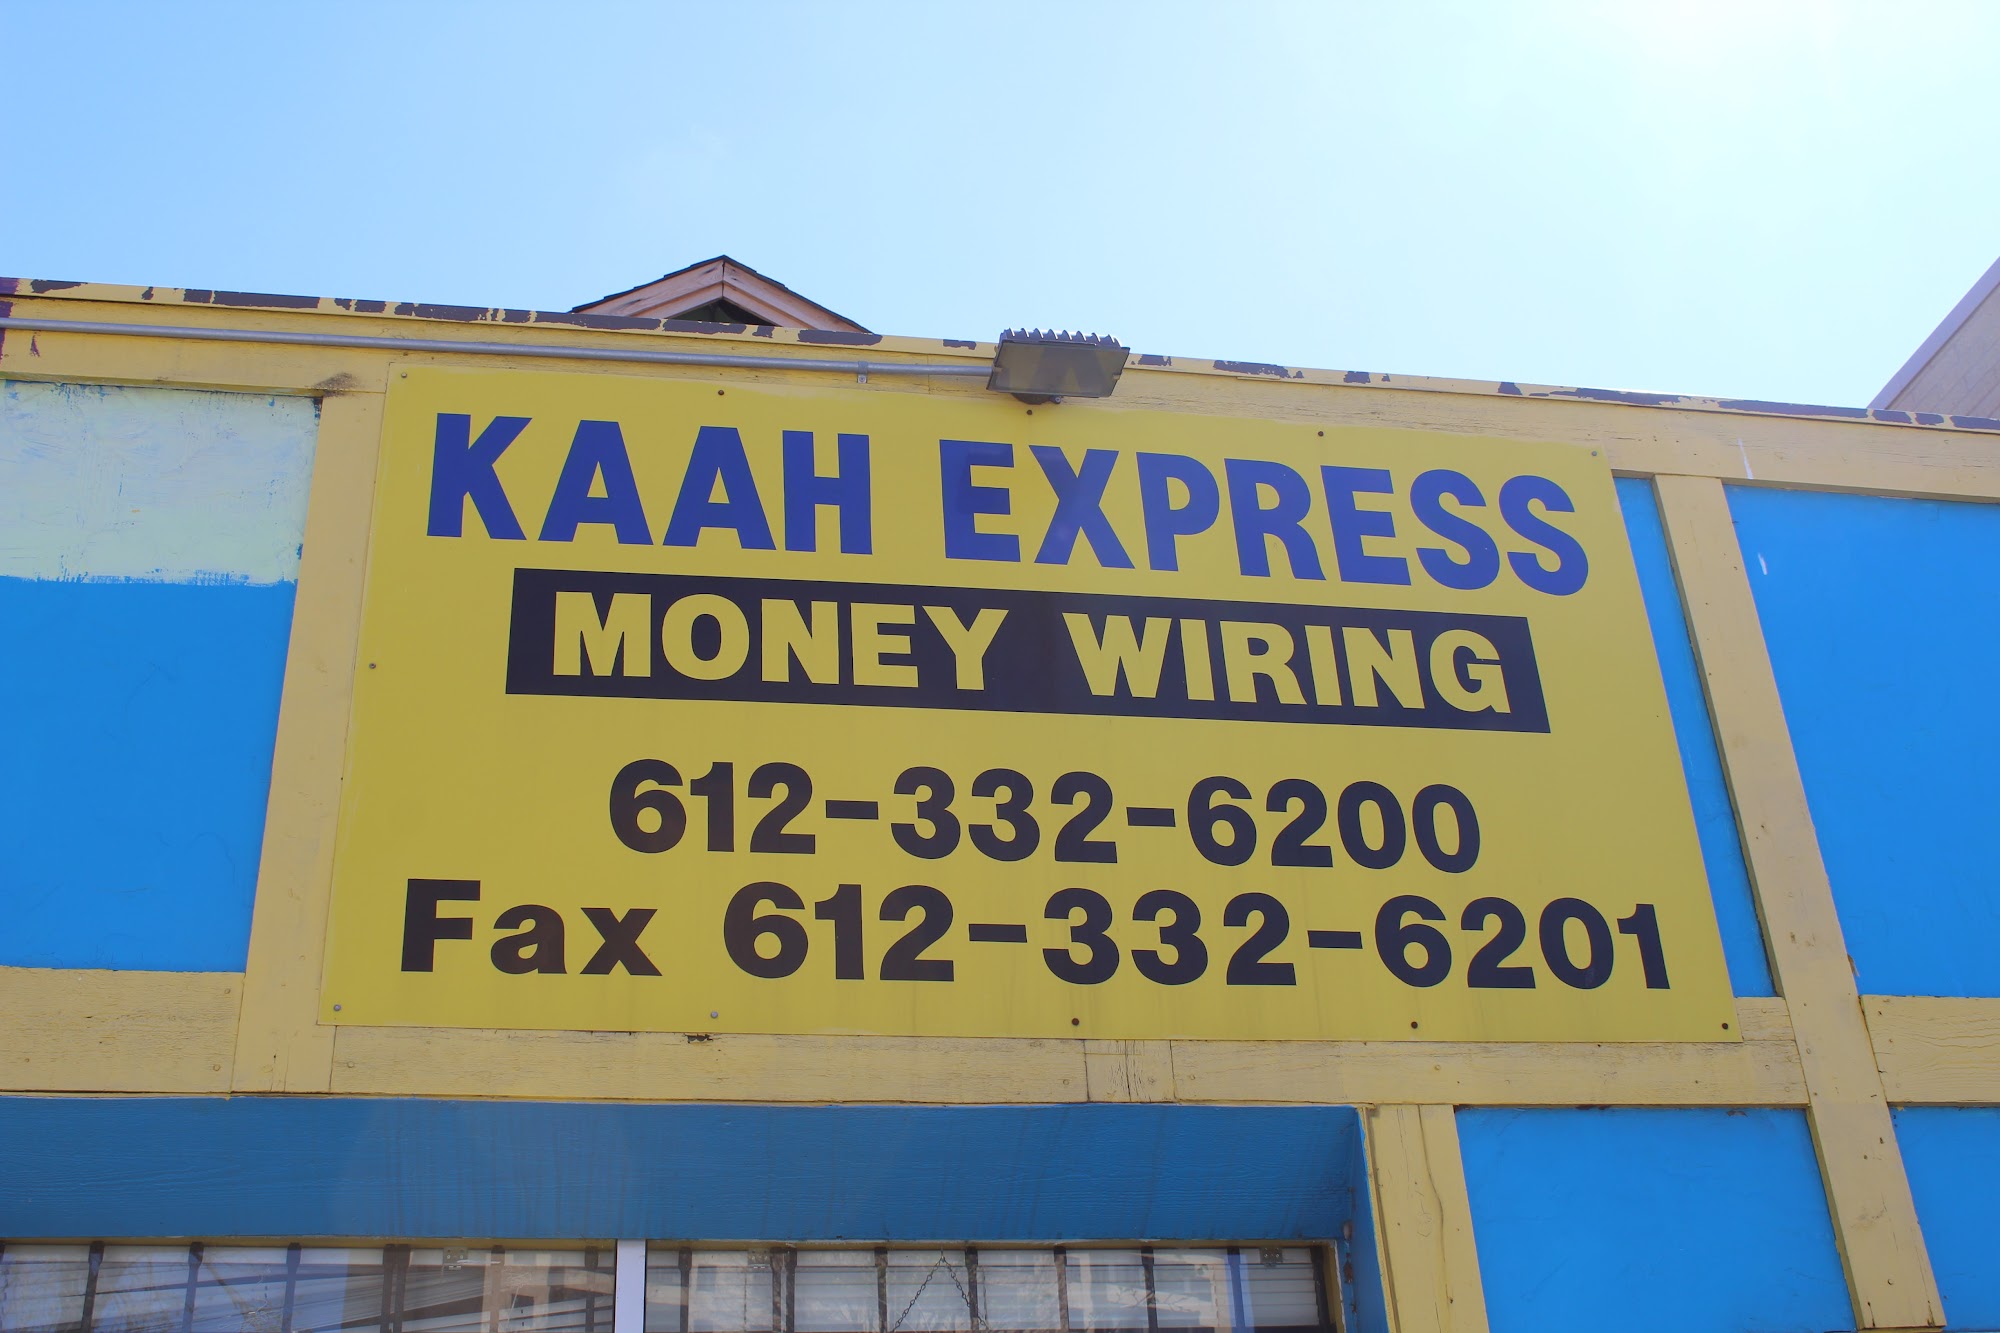 KAAH EXPRESS
MONEY WIRING
612-332-6200
Fax 612-332-6201